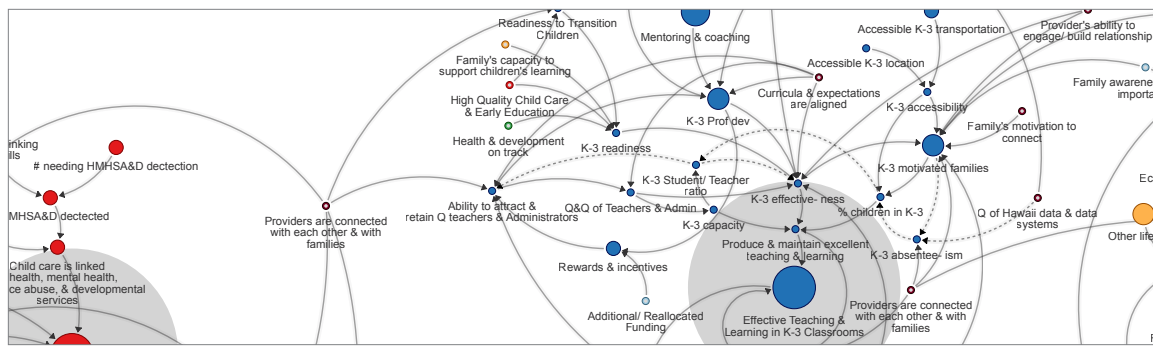 Readiness to Transition
Children
Mentoring & coaching
Accessible K-3 transportation
Provider's ability to
engage/ build relationship
Family's capacity to
support children's learning
Accessible K-3 location
Family awarene
importa
High Quality Child Care
& Early Education
Curricula & expectations
are aligned
K-3 accessibility
K-3 Prof dev
Family's motivation to
connect
Health & development
on track
K-3 readiness
inking
ills
# needing HMHSA&D dectection
K-3 motivated families
K-3 Student/ Teacher
ratio
K-3 effective- ness
Ec
MHSA&D dectected
Providers are connected
with each other & with
families
Ability to attract &
retain Q teachers & Administrators
Q&Q of Teachers & Admin
K-3 capacity
% children in K-3
Q of Hawaii data & data
systems
Other life
Produce & maintain excellent
teaching & learning
K-3 absentee- ism
Child care is linked
health, mental health,
ce abuse, & developmental
services
Rewards & incentives
Additional/ Reallocated
Funding
Effective Teaching &
Learning in K-3 Classrooms
Providers are connected
with each other & with
families